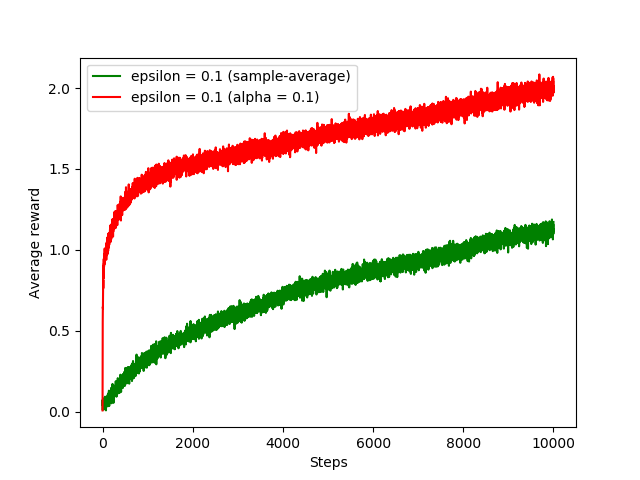 epsilon = 0.1 (sample-average)
epsilon = 0.1 (alpha = 0.1)
2.0
1.5
1.0
0.5
0.0
Average reward
0 2000 4000 6000 8000 10000
Steps